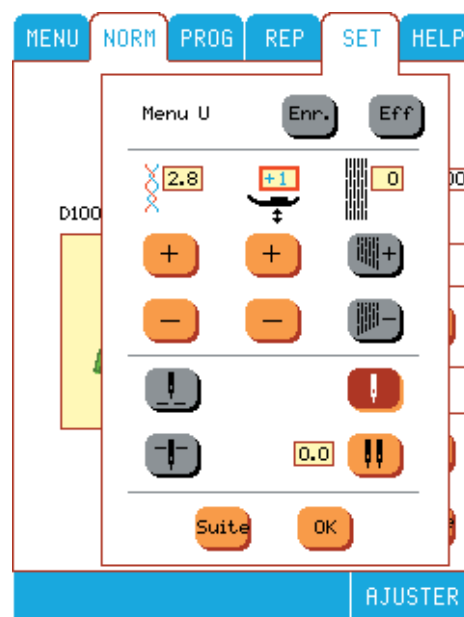 MENU NORM PROG REP SET HELP
Menu U Enr. Eff
2.8 +1 0
D100
+ + +
- - -
0.0
Suite OK
AJUSTER